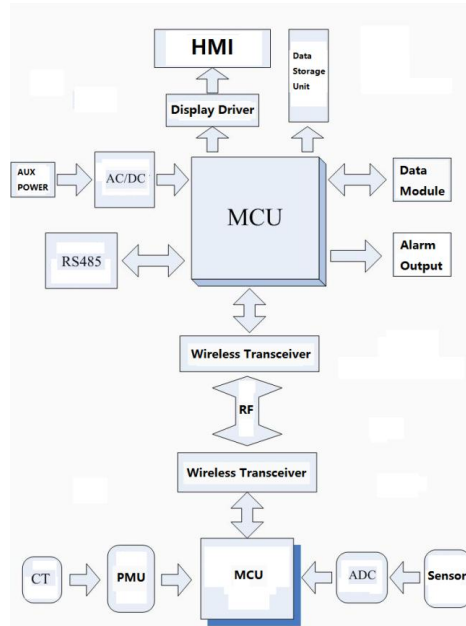 HMI
Data
Storage
Unit
Display Driver
AUX
POWER
AC/DC
MCU
Data
Module
RS485
Alarm
Output
Wireless Transceiver
RF
Wireless Transceiver
CT
PMU
MCU
ADC
Sensor